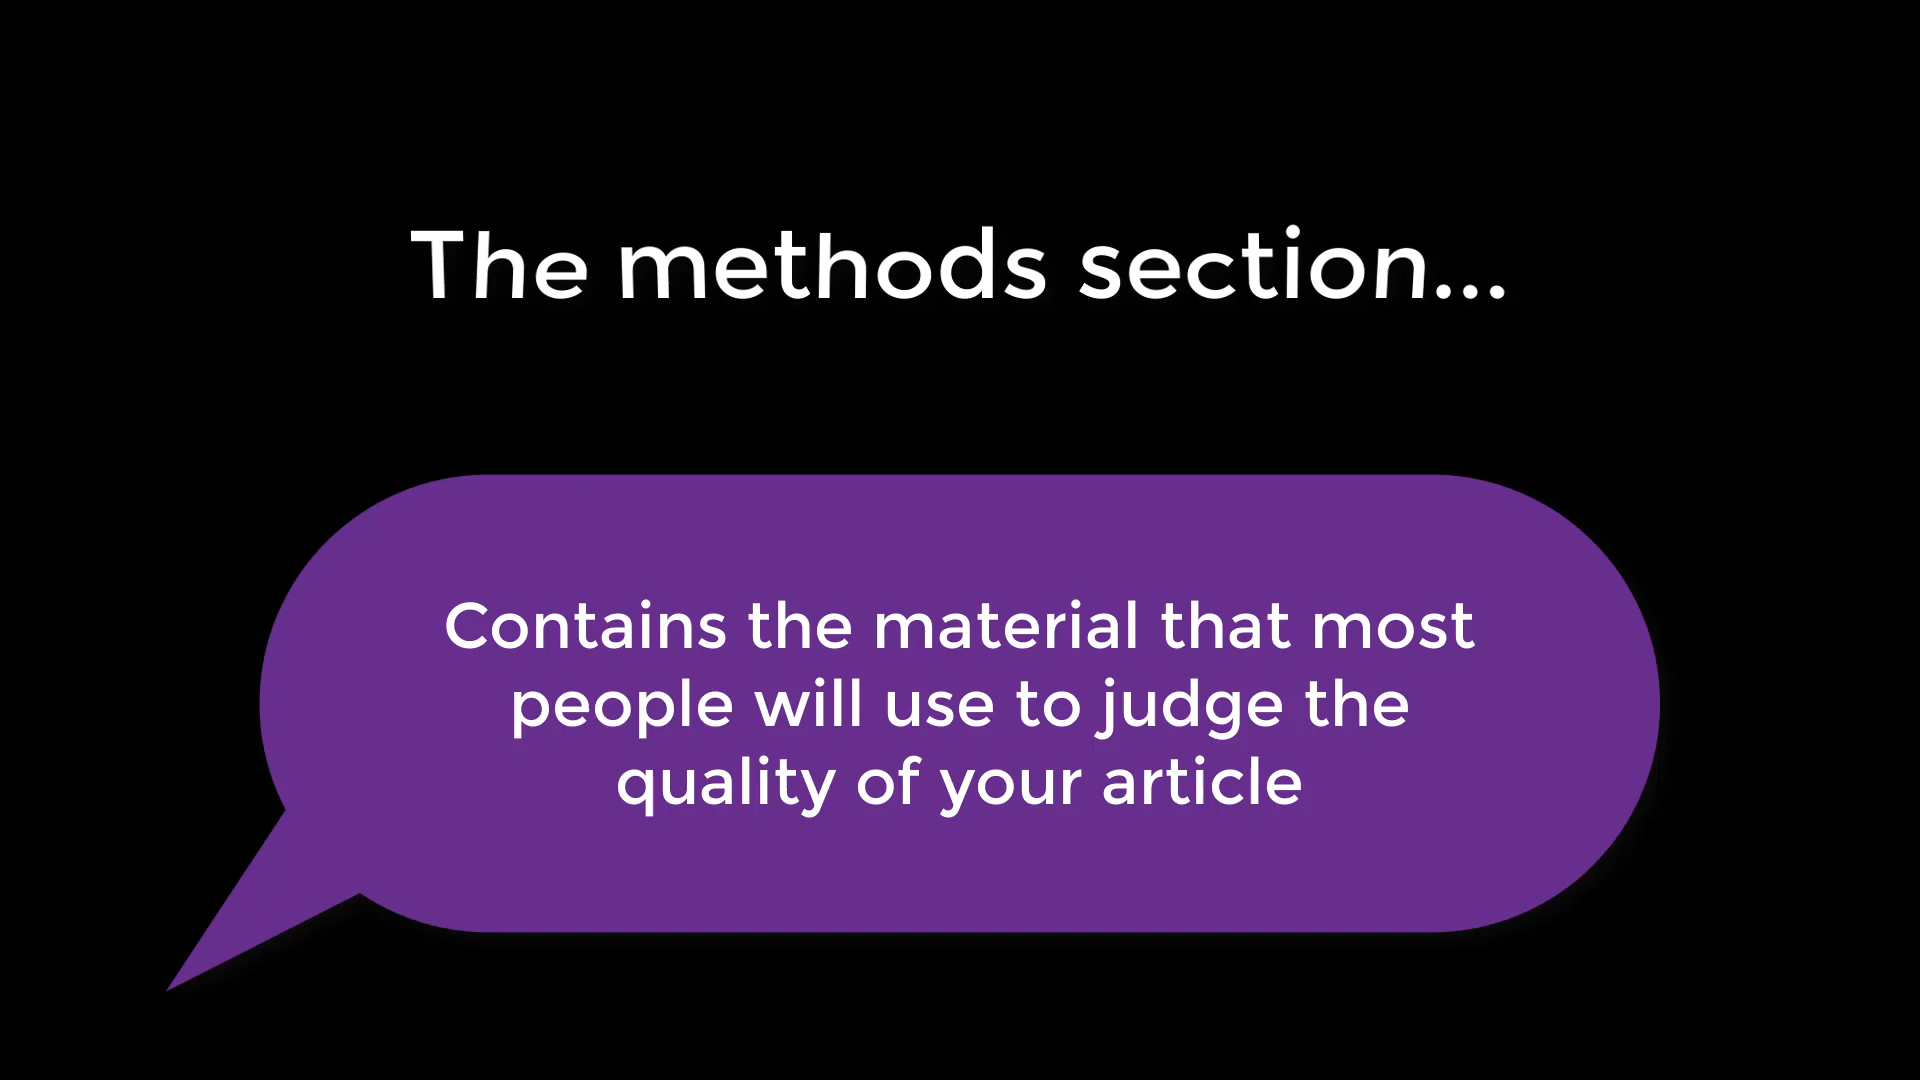 The methods section...
Contains the material that most
people will use to judge the
quality of your article